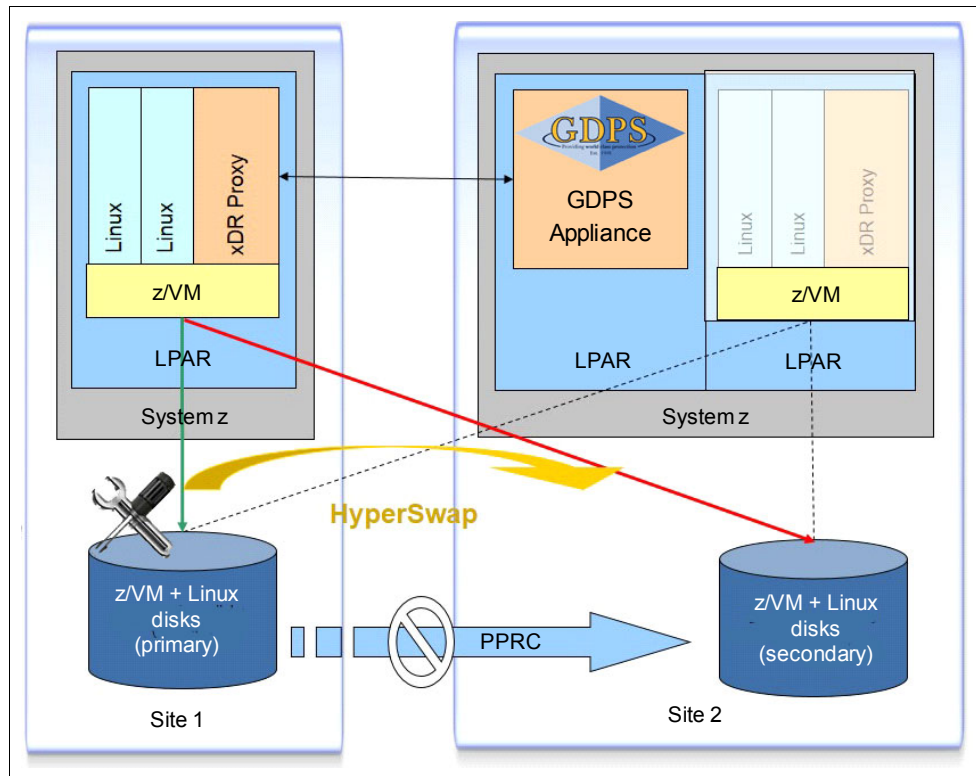 Linux
Linux
xDR Proxy
z/VM
LPAR
System z
GDPS
GDPS
Appliance
LPAR
Linux
Linux
xDR Proxy
z/VM
LPAR
System z
HyperSwap
z/VM + Linux
disks
(primary)
PPRC
z/VM + Linux
disks
(secondary)
Site 1
Site 2